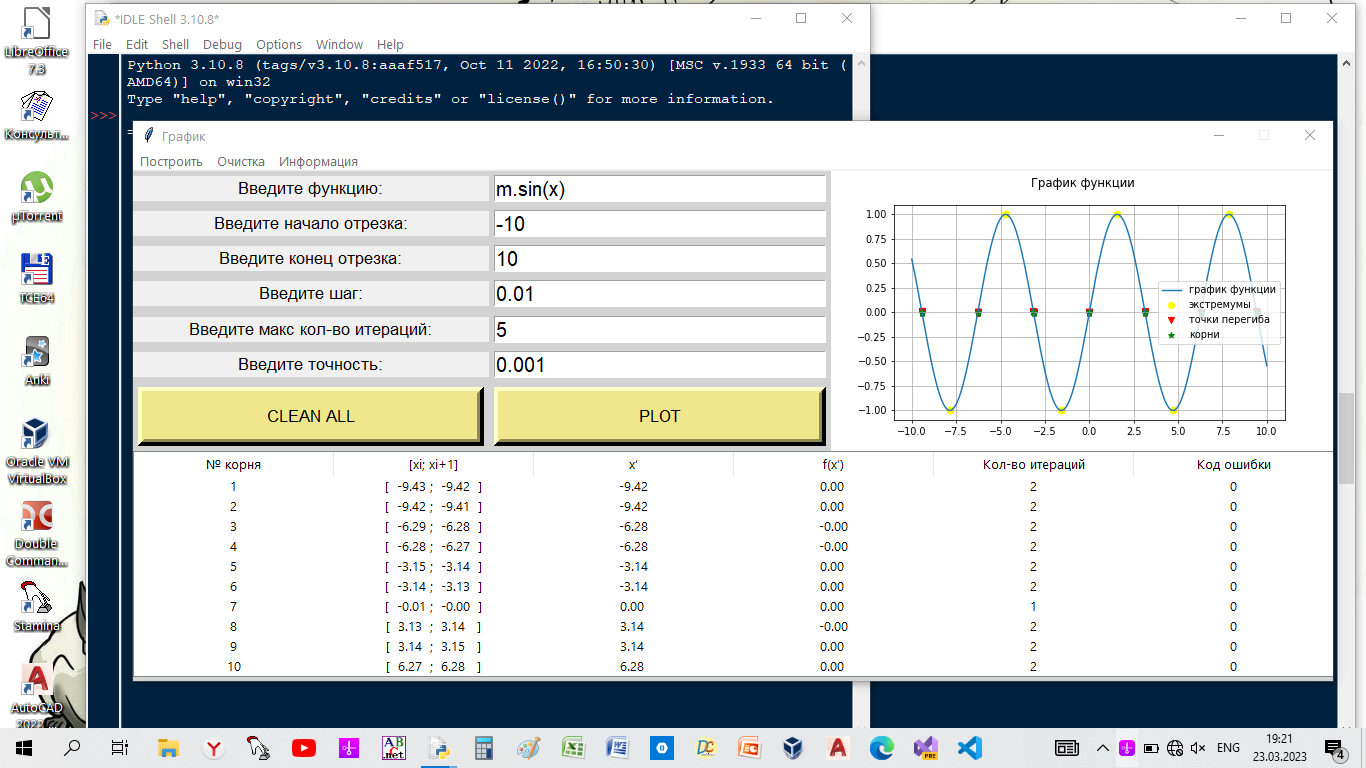 LibreOffice
7.3
Консульт...
µTorrent
TCE64
Anki
Oracle VM
VirtualBox
Double
Comman...
Stamina
AutoCAD
2022
*IDLE Shell 3.10.8*
File Edit Shell Debug Options Window Help
Python 3.10.8 (tags/v3.10.8:aaaf517, Oct 11 2022, 16:50:30) [MSC v.1933 64 bit (
AMD64)] on win32
Type "help", "copyright", "credits" or "license()" for more information.
>>>
=
График
Построить Очистка Информация
Введите функцию: m.sin(x)
Введите начало отрезка: -10
Введите конец отрезка: 10
Введите шаг: 0.01
Введите макс кол-во итераций: 5
Введите точность: 0.001
CLEAN ALL PLOT
График функции
1.00
0.75
0.50
0.25
0.00
−0.25
−0.50
−0.75
−1.00
−10.0 −7.5 −5.0 −2.5 0.0 2.5 5.0 7.5 10.0
график функции
экстремумы
точки перегиба
корни
№ корня [xi; xi+1] x' f(x') Кол-во итераций Код ошибки
1 [ -9.43 ; -9.42 ] -9.42 0.00 2 0
2 [ -9.42 ; -9.41 ] -9.42 0.00 2 0
3 [ -6.29 ; -6.28 ] -6.28 -0.00 2 0
4 [ -6.28 ; -6.27 ] -6.28 -0.00 2 0
5 [ -3.15 ; -3.14 ] -3.14 0.00 2 0
6 [ -3.14 ; -3.13 ] -3.14 0.00 2 0
7 [ -0.01 ; -0.00 ] 0.00 0.00 1 0
8 [ 3.13 ; 3.14 ] 3.14 -0.00 2 0
9 [ 3.14 ; 3.15 ] 3.14 0.00 2 0
10 [ 6.27 ; 6.28 ] 6.28 0.00 2 0
ENG
19:21
23.03.2023
4